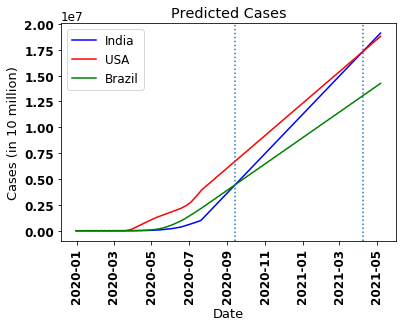 Predicted Cases
1e7
India
USA
Brazil
Cases (in 10 million)
2.00
1.75
1.50
1.25
1.00
0.75
0.50
0.25
0.00
2020-01
2020-03
2020-05
2020-07
2020-09
2020-11
2021-01
2021-03
2021-05
Date